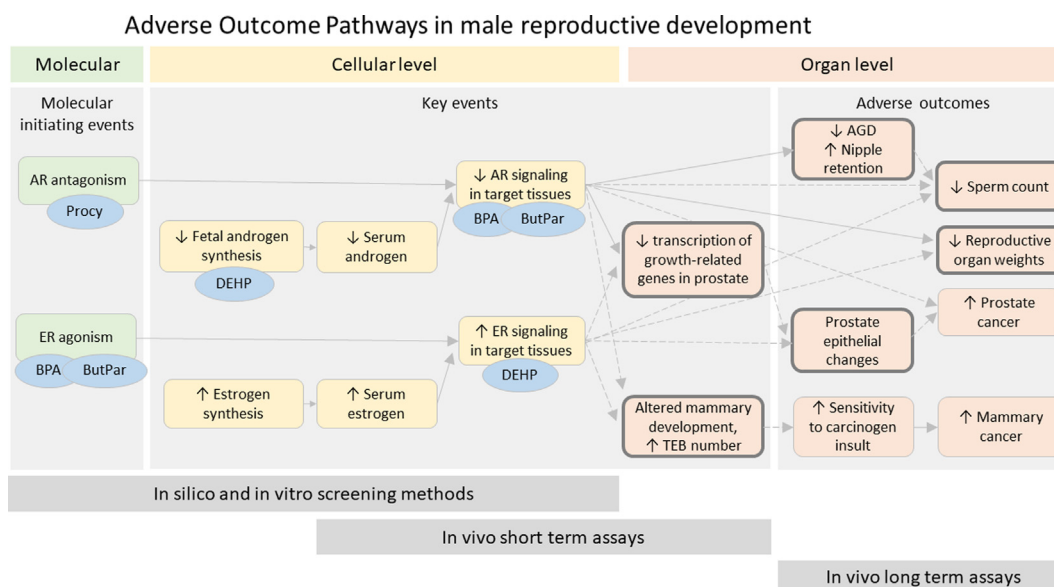 Adverse Outcome Pathways in male reproductive development
Molecular
Cellular level
Organ level
Molecular
initiating events
Key events
Adverse outcomes
AR antagonism
Procy
↓ Fetal androgen
synthesis
DEHP
↓ Serum
androgen
↓ AR signaling
in target tissues
BPA
ButPar
↓ transcription of
growth-related
genes in prostate
↓ AGD
↑ Nipple
retention
↓ Sperm count
↓ Reproductive
organ weights
↑ Prostate
cancer
ER agonism
BPA
ButPar
↑ Estrogen
synthesis
↑ Serum
estrogen
↑ ER signaling
in target tissues
DEHP
Prostate
epithelial
changes
Altered mammary
development,
↑ TEB number
↑ Sensitivity
to carcinogen
insult
↑ Mammary
cancer
In silico and in vitro screening methods
In vivo short term assays
In vivo long term assays